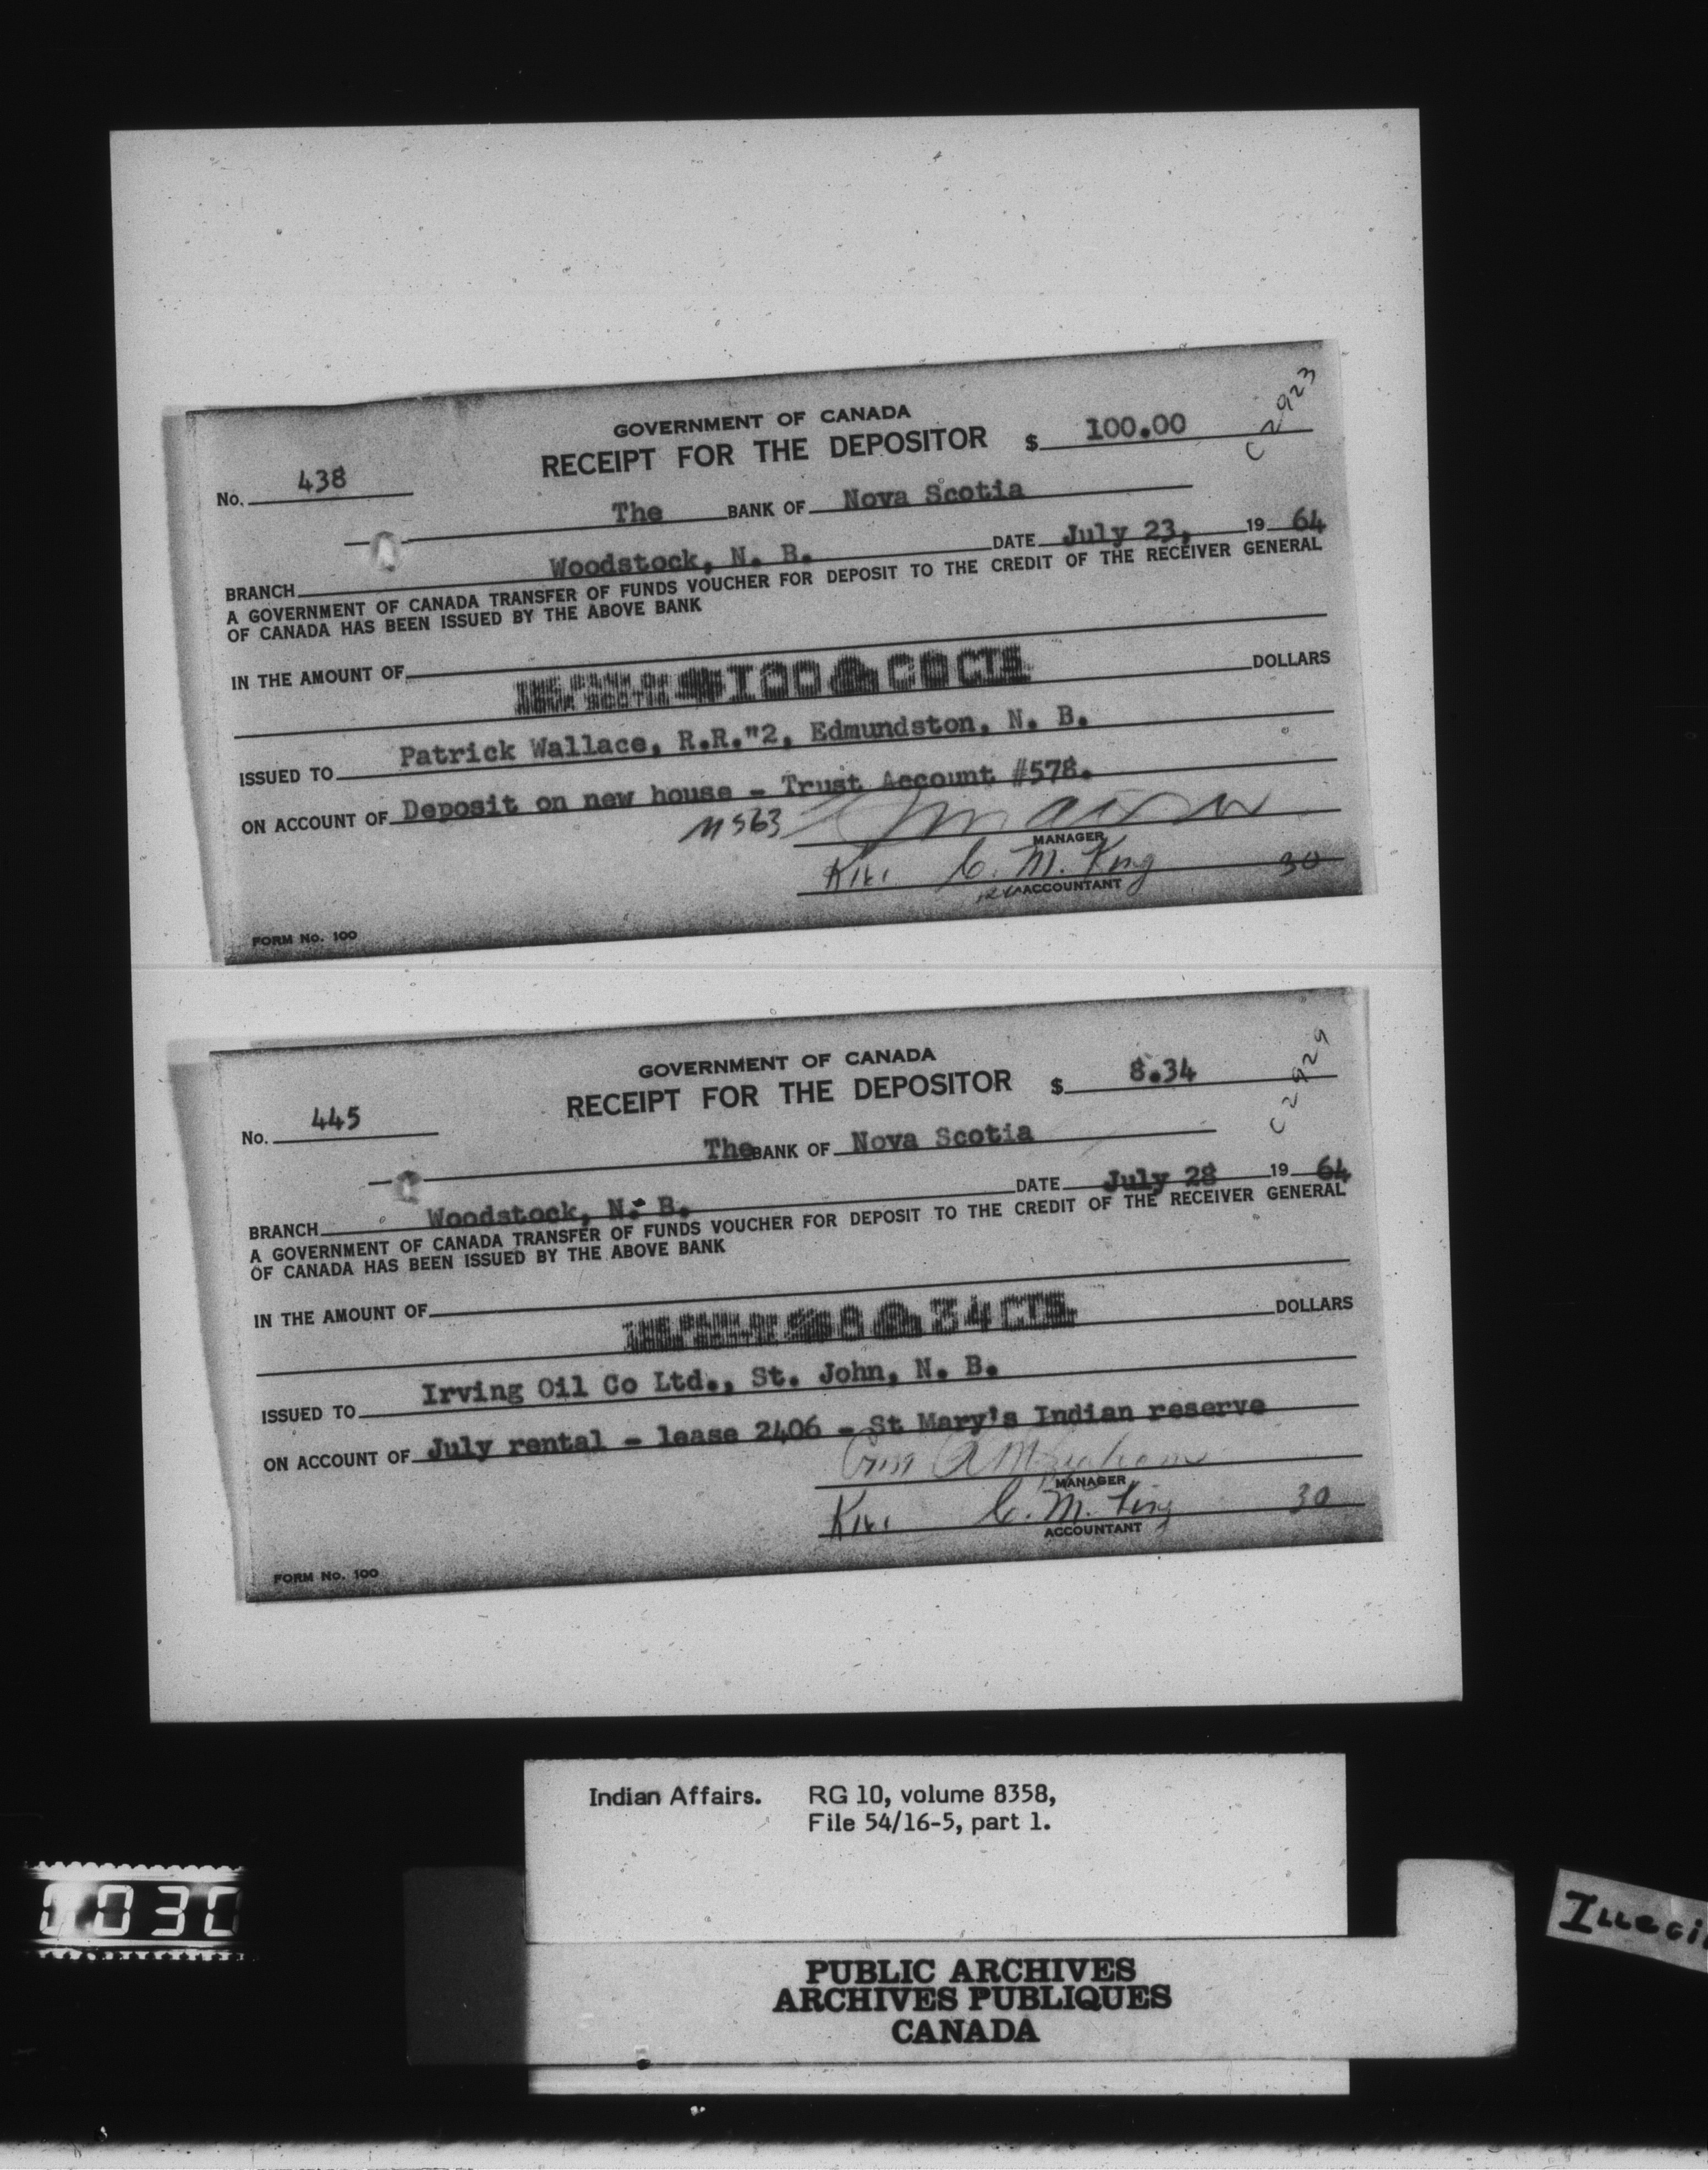 C 2923
GOVERNMENT OF CANADA
RECEIPT FOR THE DEPOSITOR $ 100.00
No. 438
The BANK OF Nova Scotia
BRANCH Woodstock, N. B. DATE July 23, 19 64
A GOVERNMENT OF CANADA TRANSFER OF FUNDS VOUCHER FOR DEPOSIT TO THE CREDIT OF THE RECEIVER GENERAL
OF CANADA HAS BEEN ISSUED BY THE ABOVE BANK
IN THE AMOUNT OF
$100 & 00 CTS DOLLARS
ISSUED TO Patrick Wallace, R.R."2, Edmundston, N. B.
ON ACCOUNT OF Deposit on new house - Trust Account #578.
MANAGER
C. M. King 30
ACCOUNTANT
FORM No. 100
C 2929
GOVERNMENT OF CANADA
RECEIPT FOR THE DEPOSITOR $ 8.34
No. 445
The BANK OF Nova Scotia
BRANCH Woodstock, N. B. DATE July 28 19 64
A GOVERNMENT OF CANADA TRANSFER OF FUNDS VOUCHER FOR DEPOSIT TO THE CREDIT OF THE RECEIVER GENERAL
OF CANADA HAS BEEN ISSUED BY THE ABOVE BANK
IN THE AMOUNT OF
$8 & 34 CTS DOLLARS
ISSUED TO Irving Oil Co Ltd., St. John, N. B.
ON ACCOUNT OF July rental - lease 2406 - St Mary's Indian reserve
MANAGER
C. M. King 30
ACCOUNTANT
FORM No. 100
Indian Affairs. RG 10, volume 8358,
File 54/16-5, part 1.
PUBLIC ARCHIVES
ARCHIVES PUBLIQUES
CANADA